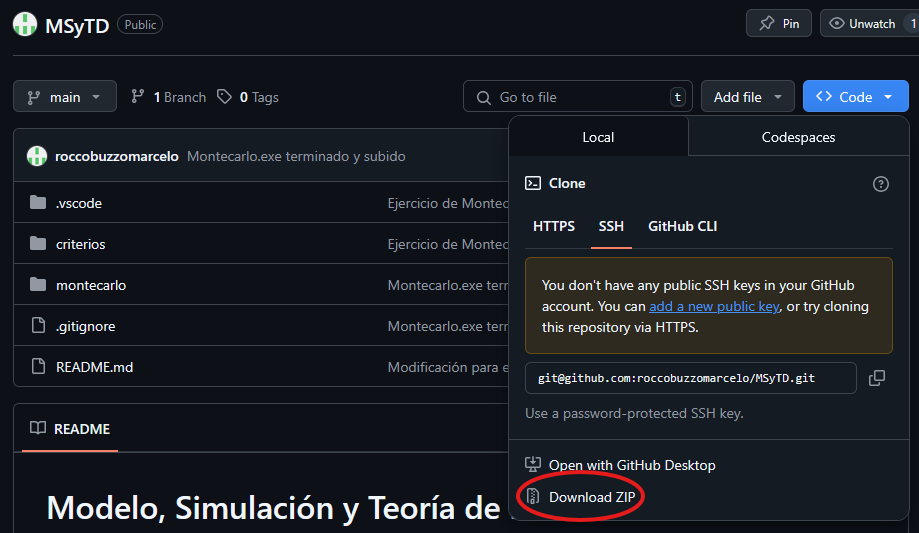 MSyTD Public Pin Unwatch 1
main 1 Branch 0 Tags Go to file t Add file Code
Local Codespaces
roccobuzzomarcelo Montecarlo.exe terminado y subido
Clone
.vscode Ejercicio de Montec
HTTPS SSH GitHub CLI
criterios Ejercicio de Montec
montecarlo Montecarlo.exe tern
You don't have any public SSH keys in your GitHub
account. You can add a new public key, or try cloning
this repository via HTTPS.
.gitignore Montecarlo.exe tern
README.md Modificación para e
git@github.com:roccobuzzomarcelo/MSyTD.git
Use a password-protected SSH key.
README
Open with GitHub Desktop
Download ZIP
Modelo, Simulación y Teoría de